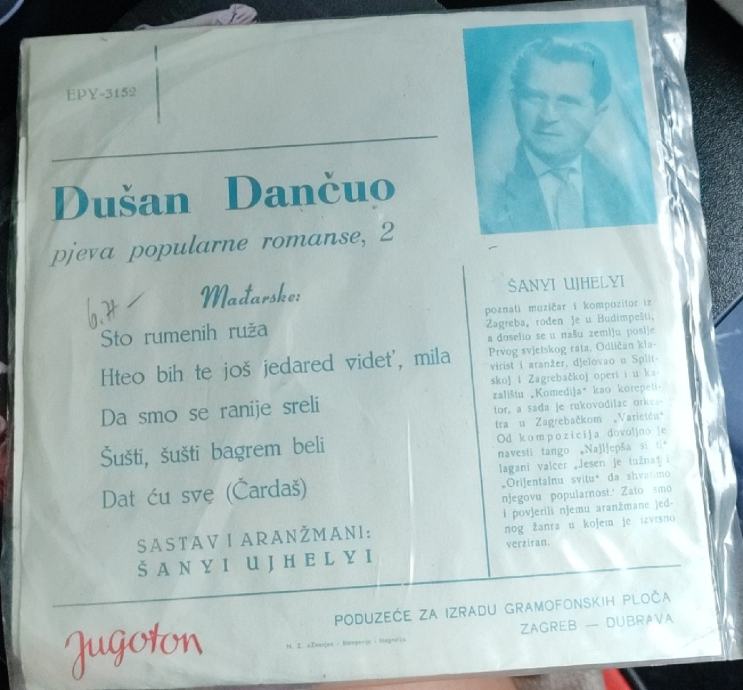 EPY-3152
Dušan Dančuo
pjeva popularne romanse, 2
Mađarske:
Sto rumenih ruža
Hteo bih te još jedared videt', mila
Da smo se ranije sreli
Šušti, šušti bagrem beli
Dat ću sve (Čardaš)
SASTAV I ARANŽMANI:
ŠANYI UJHELYI
ŠANYI UJHELYI
poznati muzičar i kompozitor iz
Zagreba, rođen je u Budimpešti,
a doselio se u našu zemlju poslje
Prvog svjetskog rata. Odličan kla-
virist i aranžer, djelovao u Split-
skoj i Zagrebačkoj operi i u ka-
zalištu „Komedija" kao korepeti-
tor, a sada je rukovodilac orkes-
tra u Zagrebačkom „Varieteu"
Od kompozicija dovoljno je
navesti tango „Najljepša si ti"
lagani valcer „Jesen je tužna" i
„Orijentalnu svitu" da shvatimo
njegovu popularnost. Zato smo
i povjerili njemu aranžmane jed-
nog žanra u kojem je izvrsno
verziran.
Jugoton
PODUZEĆE ZA IZRADU GRAMOFONSKIH PLOČA
ZAGREB — DUBRAVA